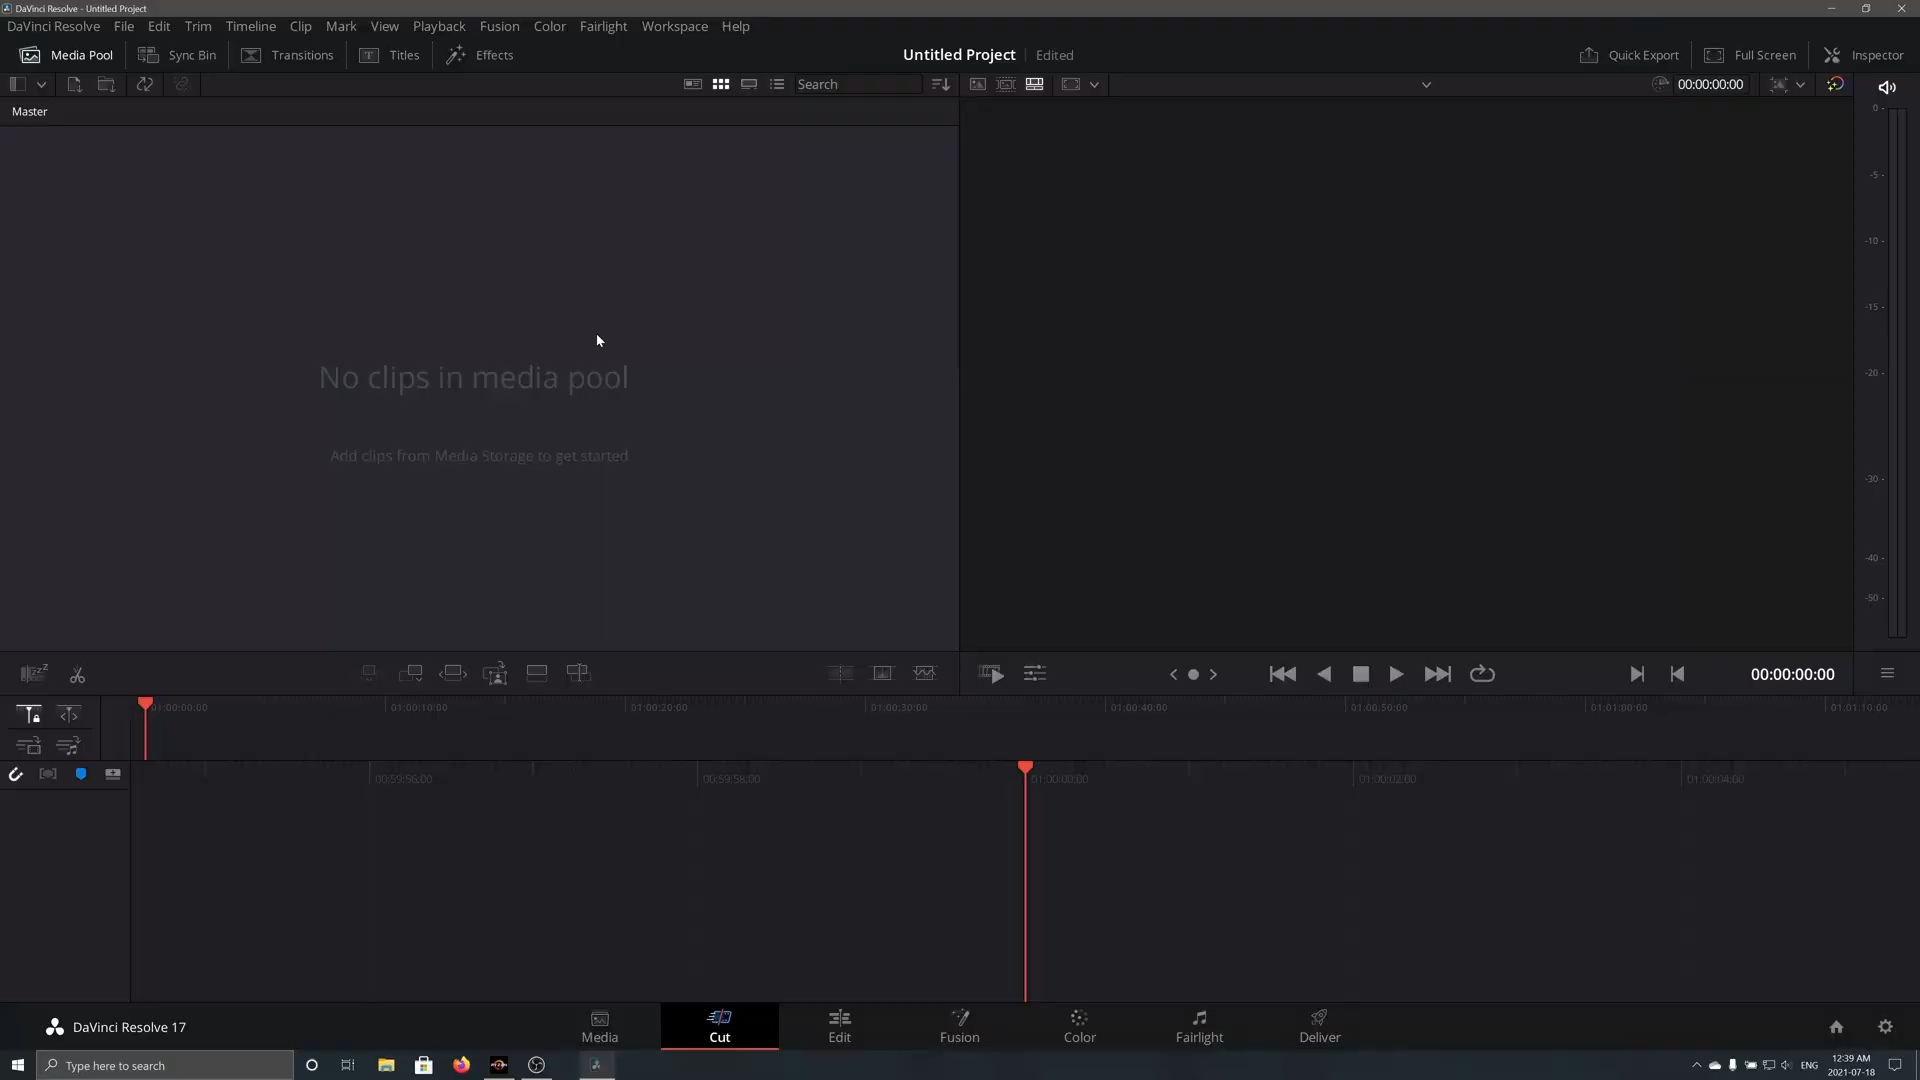 DaVinci Resolve - Untitled Project
DaVinci Resolve File Edit Trim Timeline Clip Mark View Playback Fusion Color Fairlight Workspace Help
Media Pool Sync Bin Transitions Titles Effects Untitled Project Edited Quick Export Full Screen Inspector
Search 00:00:00:00
Master
0
-5
-10
-15
-20
-30
-40
-50
No clips in media pool
Add clips from Media Storage to get started
00:00:00:00
01:00:00:00 01:00:10:00 01:00:20:00 01:00:30:00 01:00:40:00 01:00:50:00 01:01:00:00 01:01:10:00
00:59:56:00 00:59:58:00 01:00:00:00 01:00:02:00 01:00:04:00
DaVinci Resolve 17
Media Cut Edit Fusion Color Fairlight Deliver
Type here to search
ENG
12:39 AM
2021-07-18